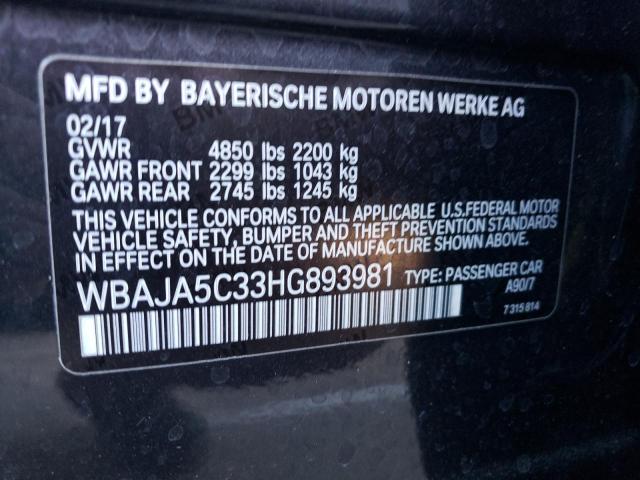 MFD BY BAYERISCHE MOTOREN WERKE AG
02/17
GVWR 4850 lbs 2200 kg
GAWR FRONT 2299 lbs 1043 kg
GAWR REAR 2745 lbs 1245 kg
THIS VEHICLE CONFORMS TO ALL APPLICABLE U.S.FEDERAL MOTOR
VEHICLE SAFETY, BUMPER AND THEFT PREVENTION STANDARDS
IN EFFECT ON THE DATE OF MANUFACTURE SHOWN ABOVE.
WBAJA5C33HG893981 TYPE: PASSENGER CAR
A90/7
7 315 814